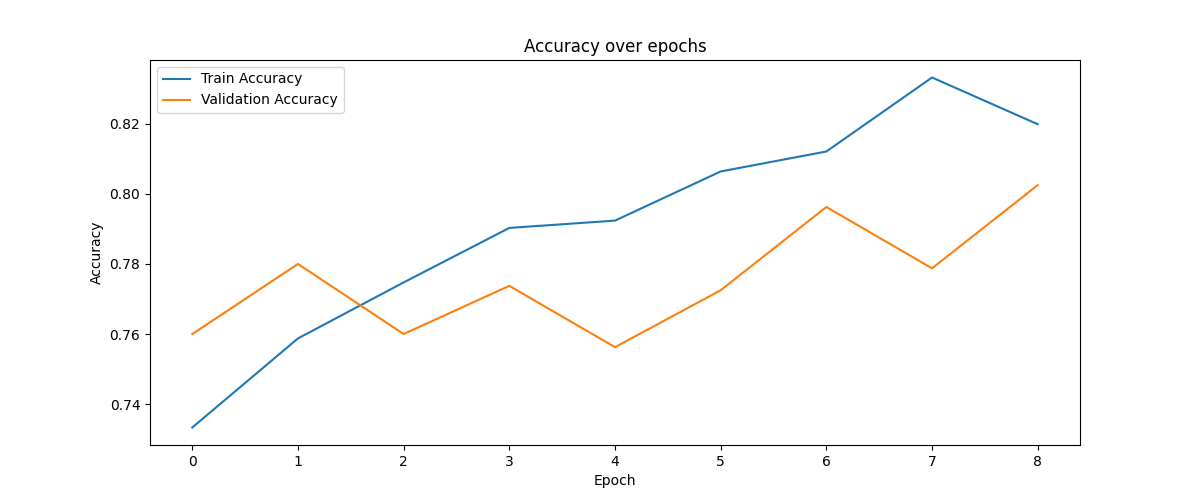 Accuracy over epochs
Train Accuracy
Validation Accuracy
0.82
0.80
0.78
0.76
0.74
Accuracy
0 1 2 3 4 5 6 7 8
Epoch